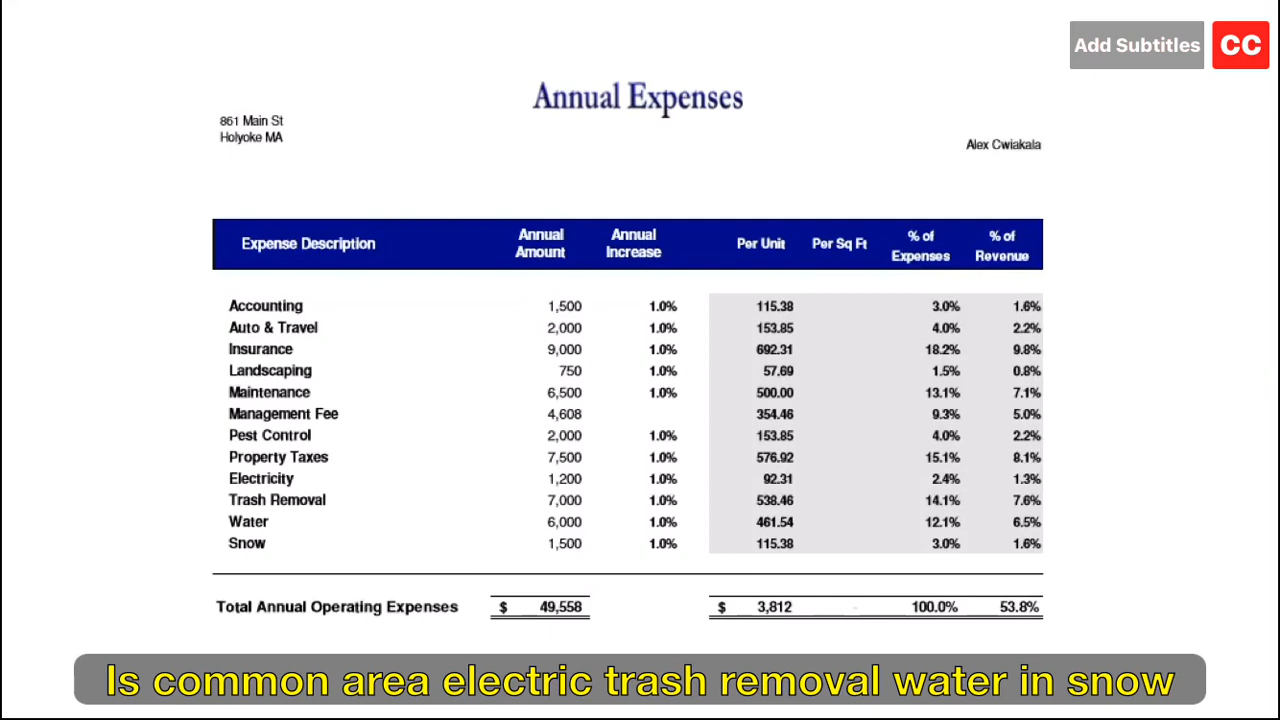 Add Subtitles CC
Annual Expenses
861 Main St
Holyoke MA
Alex Cwiakala
Expense Description Annual Amount Annual Increase Per Unit Per Sq Ft % of Expenses % of Revenue
Accounting 1,500 1.0% 115.38 3.0% 1.6%
Auto & Travel 2,000 1.0% 153.85 4.0% 2.2%
Insurance 9,000 1.0% 692.31 18.2% 9.8%
Landscaping 750 1.0% 57.69 1.5% 0.8%
Maintenance 6,500 1.0% 500.00 13.1% 7.1%
Management Fee 4,608 354.46 9.3% 5.0%
Pest Control 2,000 1.0% 153.85 4.0% 2.2%
Property Taxes 7,500 1.0% 576.92 15.1% 8.1%
Electricity 1,200 1.0% 92.31 2.4% 1.3%
Trash Removal 7,000 1.0% 538.46 14.1% 7.6%
Water 6,000 1.0% 461.54 12.1% 6.5%
Snow 1,500 1.0% 115.38 3.0% 1.6%
Total Annual Operating Expenses $ 49,558 $ 3,812 - 100.0% 53.8%
Is common area electric trash removal water in snow